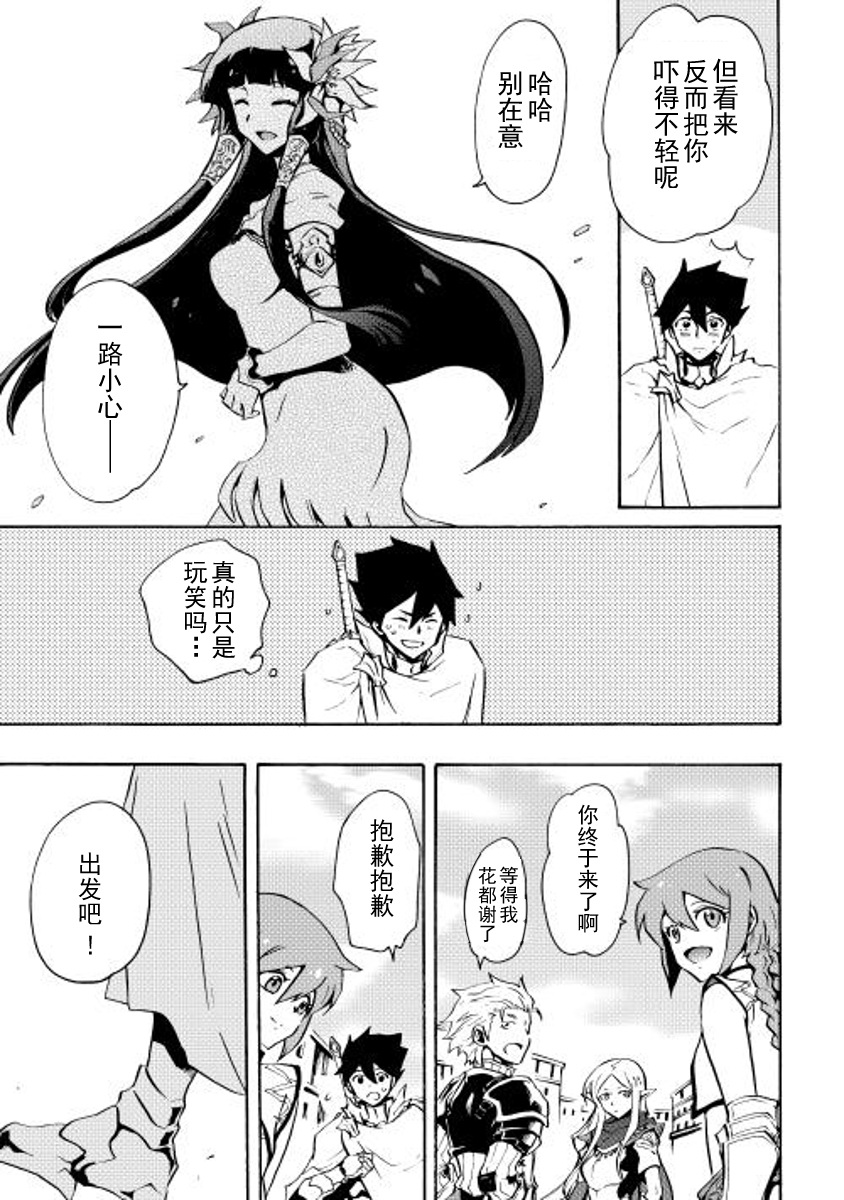 但看来
反而把你
吓得不轻呢
哈哈
别在意
一路小心——
真的只是
玩笑吗…
你终于来了啊
等得我
花都谢了
抱歉抱歉
出发吧！